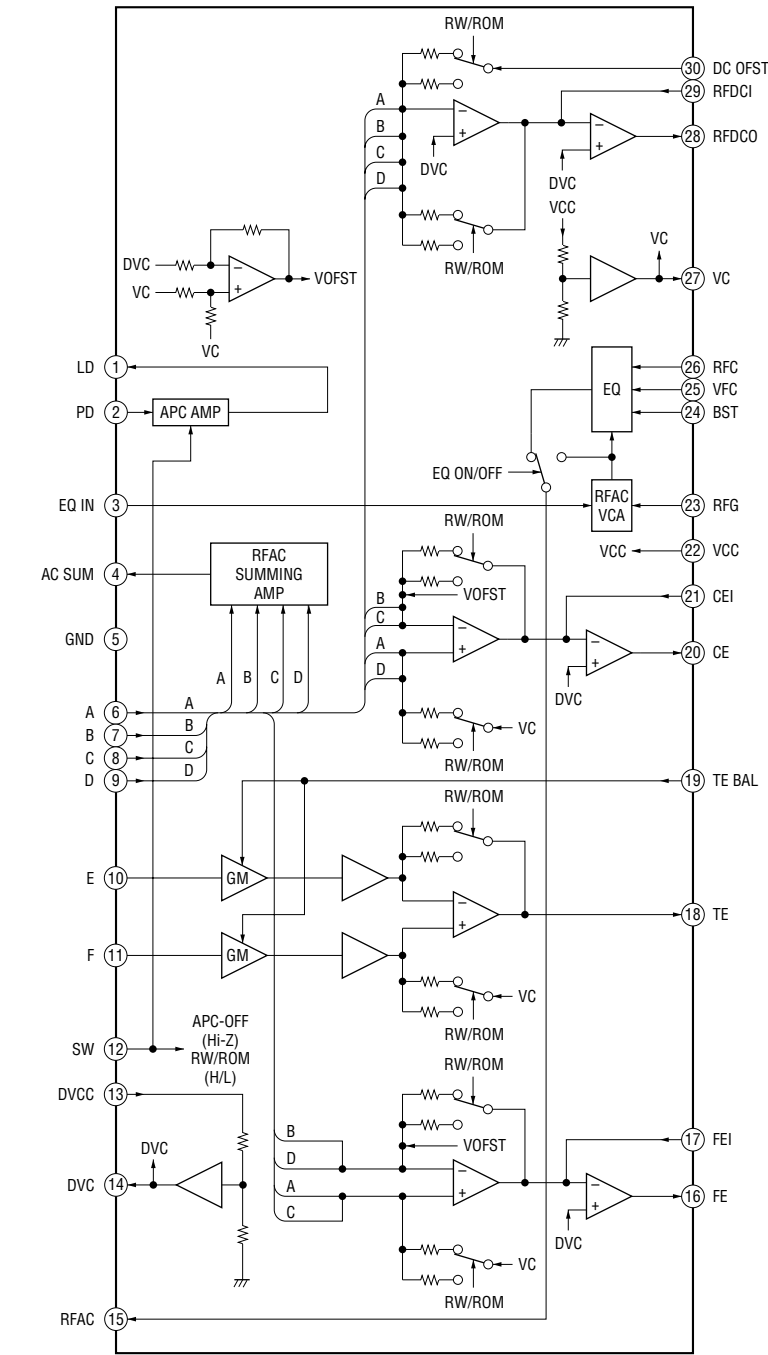 RW/ROM
30 DC OFST
29 RFDCI
A
B
C
D
DVC
28 RFDCO
DVC
VCC
RW/ROM
DVC
VC
VOFST
VC
VC
27 VC
LD 1
26 RFC
EQ
25 VFC
PD 2
APC AMP
24 BST
EQ ON/OFF
EQ IN 3
RFAC
VCA
23 RFG
RW/ROM
VCC
22 VCC
AC SUM 4
RFAC
SUMMING
AMP
VOFST
21 CEI
B
C
A
D
GND 5
20 CE
DVC
A B C D
A 6 A
B 7 B
C 8 C
D 9 D
VC
RW/ROM
19 TE BAL
RW/ROM
E 10
GM
18 TE
F 11
GM
VC
RW/ROM
SW 12
APC-OFF
(Hi-Z)
RW/ROM
(H/L)
RW/ROM
DVCC 13
B
D
A
C
VOFST
17 FEI
DVC
DVC 14
16 FE
DVC
VC
RW/ROM
RFAC 15
– + – + – + – + – + – + – + – +